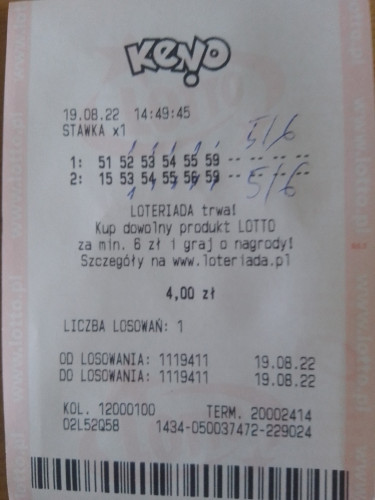 KENO
19.08.22 14:49:45
STAWKA x1
5/6
1: 51 52 53 54 55 59 -- -- -- --
2: 15 53 54 55 56 59 -- -- -- --
5/6
LOTERIADA trwa!
Kup dowolny produkt LOTTO
za min. 6 zł i graj o nagrody!
Szczegóły na www.loteriada.pl
4,00 zł
LICZBA LOSOWAŃ: 1
OD LOSOWANIA: 1119411 19.08.22
DO LOSOWANIA: 1119411 19.08.22
KOL. 12000100 TERM. 20002414
02L52Q58 1434-050037472-229024